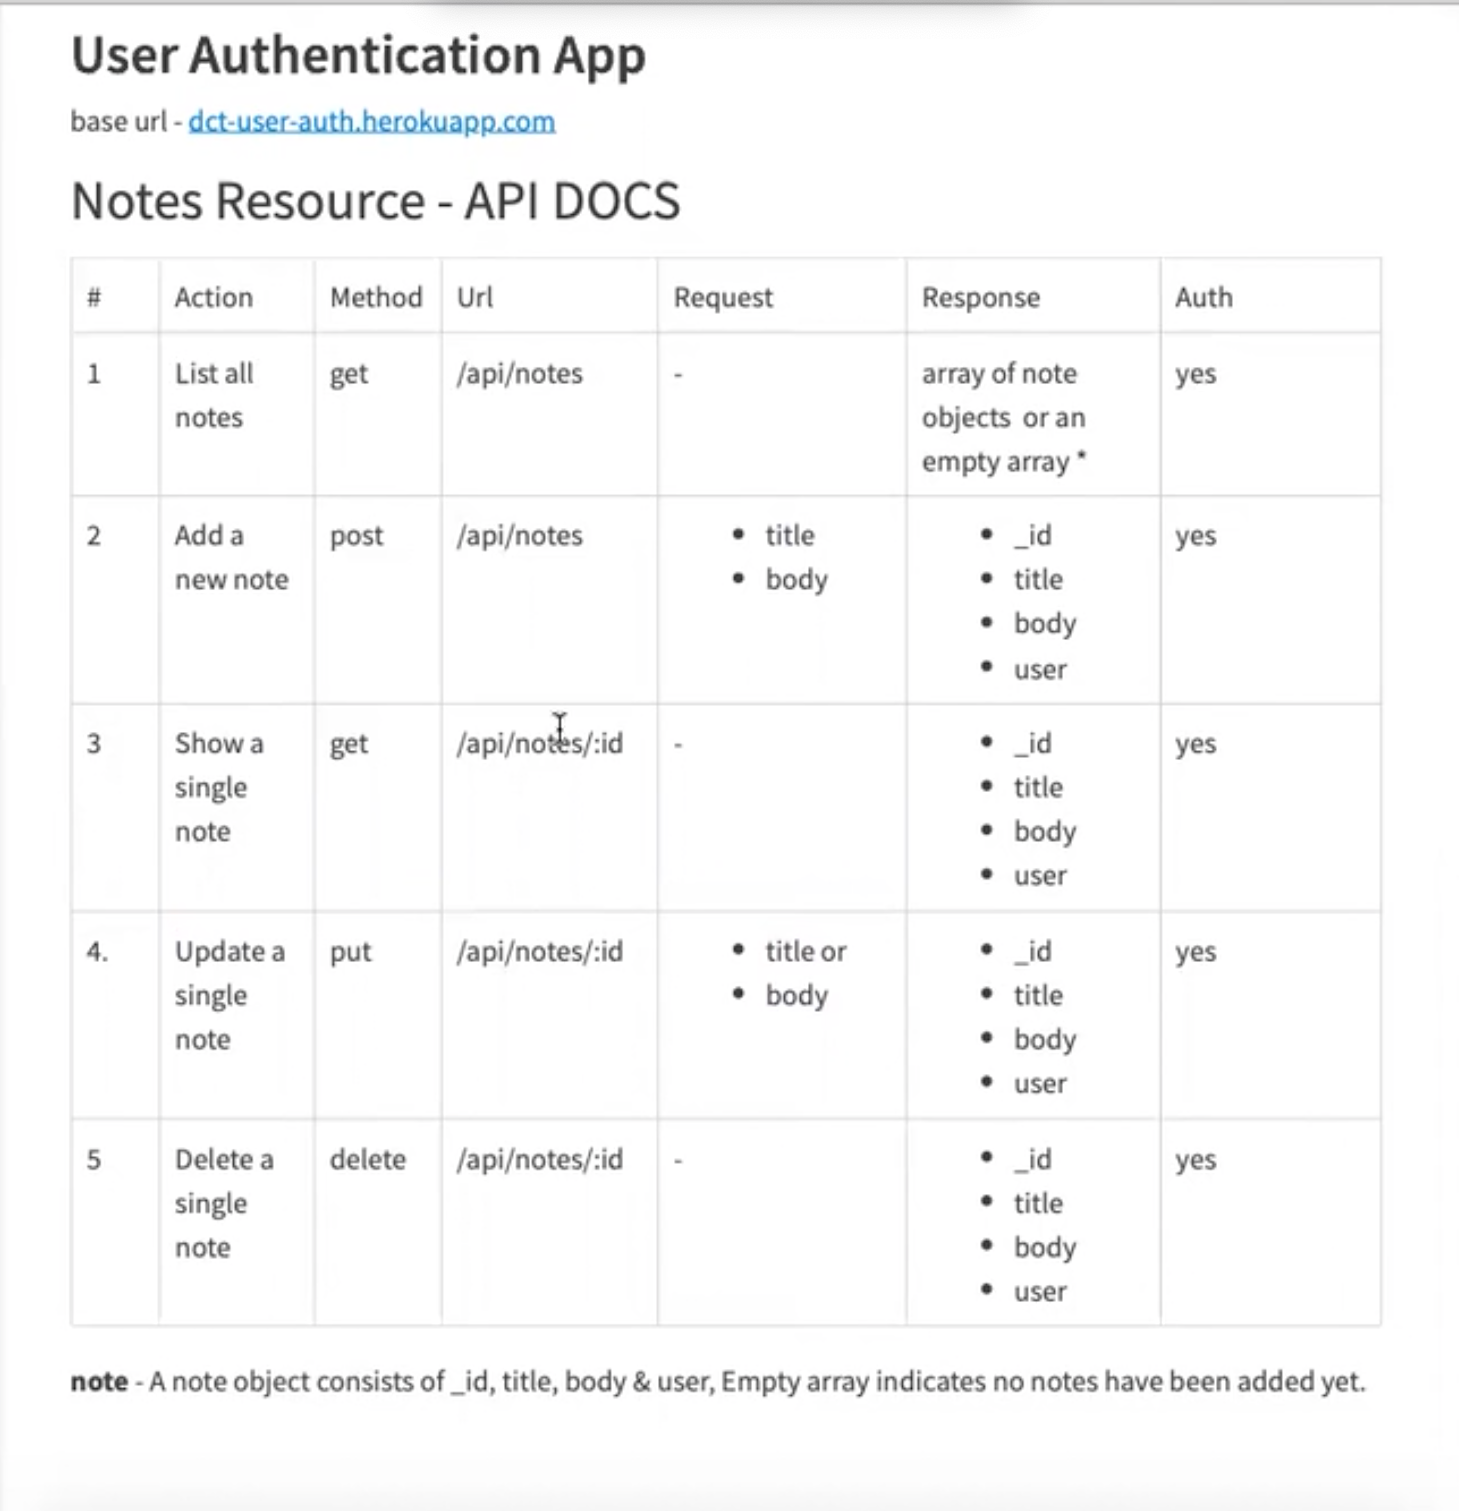 User Authentication App
base url - dct-user-auth.herokuapp.com
Notes Resource - API DOCS
# Action Method Url Request Response Auth
1 List all notes get /api/notes - array of note objects or an empty array * yes
2 Add a new note post /api/notes • title • body • _id • title • body • user yes
3 Show a single note get /api/notes/:id - • _id • title • body • user yes
4. Update a single note put /api/notes/:id • title or • body • _id • title • body • user yes
5 Delete a single note delete /api/notes/:id - • _id • title • body • user yes
note - A note object consists of _id, title, body & user, Empty array indicates no notes have been added yet.